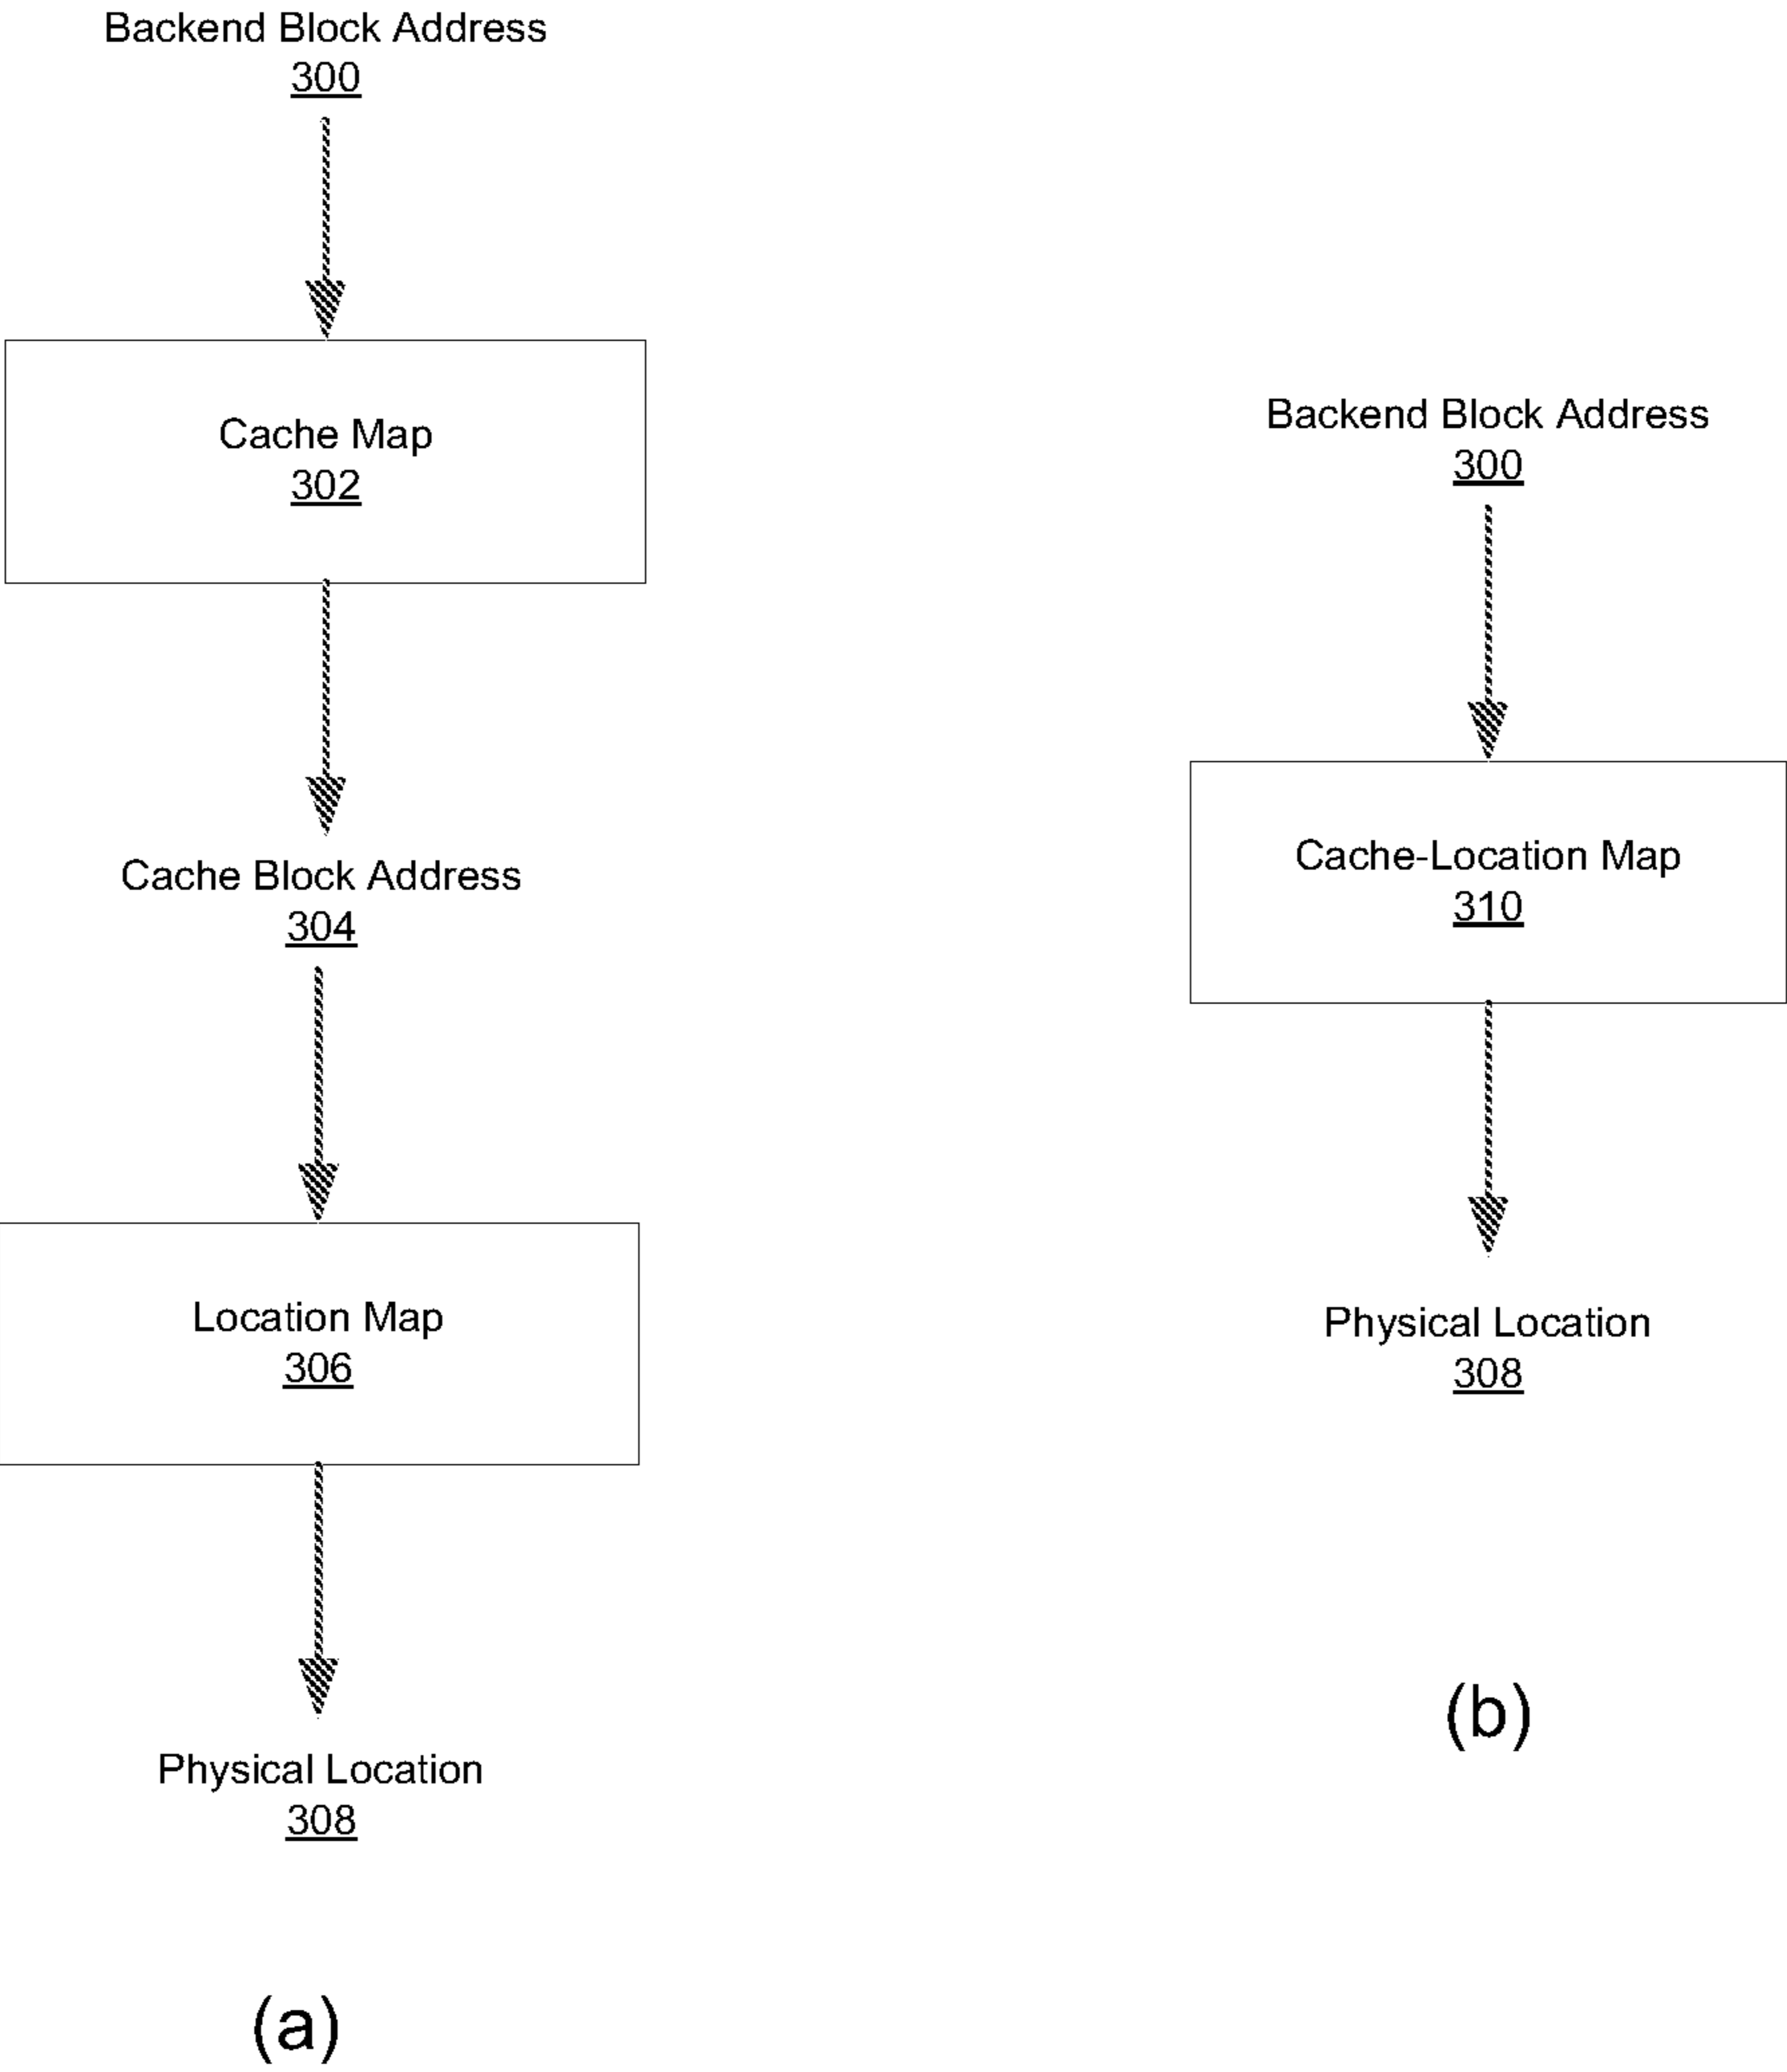 Backend Block Address
300
Cache Map
302
Cache Block Address
304
Location Map
306
Physical Location
308
(a)
Backend Block Address
300
Cache-Location Map
310
Physical Location
308
(b)